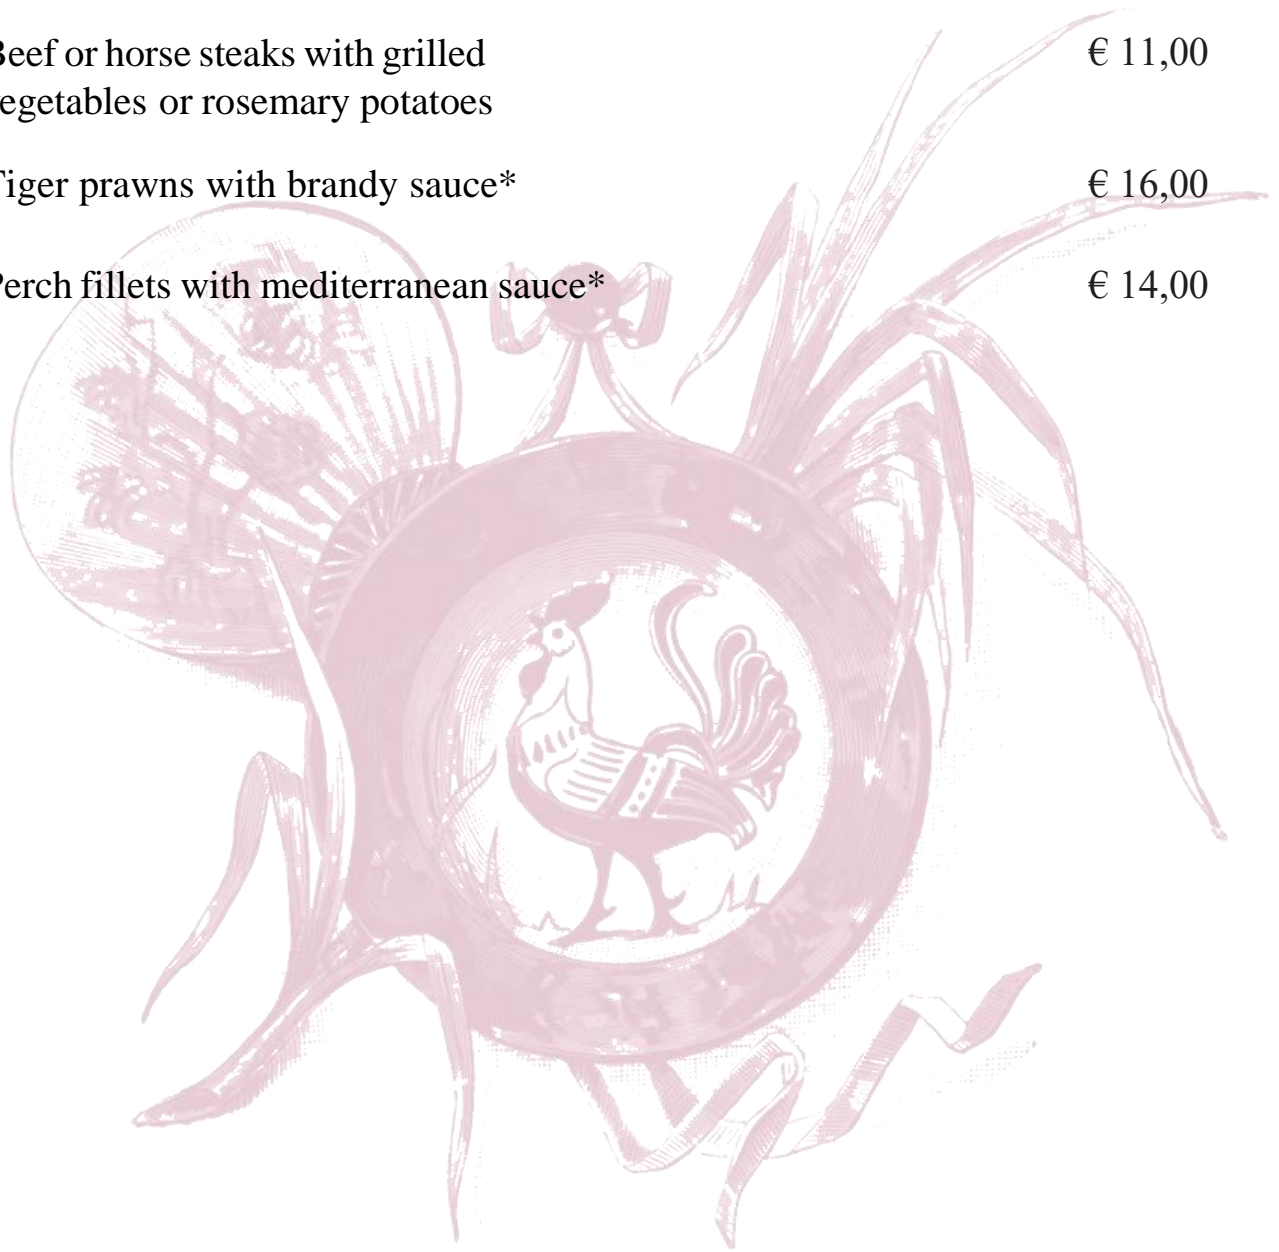 Beef or horse steaks with grilled € 11,00
vegetables or rosemary potatoes
Tiger prawns with brandy sauce* € 16,00
Perch fillets with mediterranean sauce* € 14,00